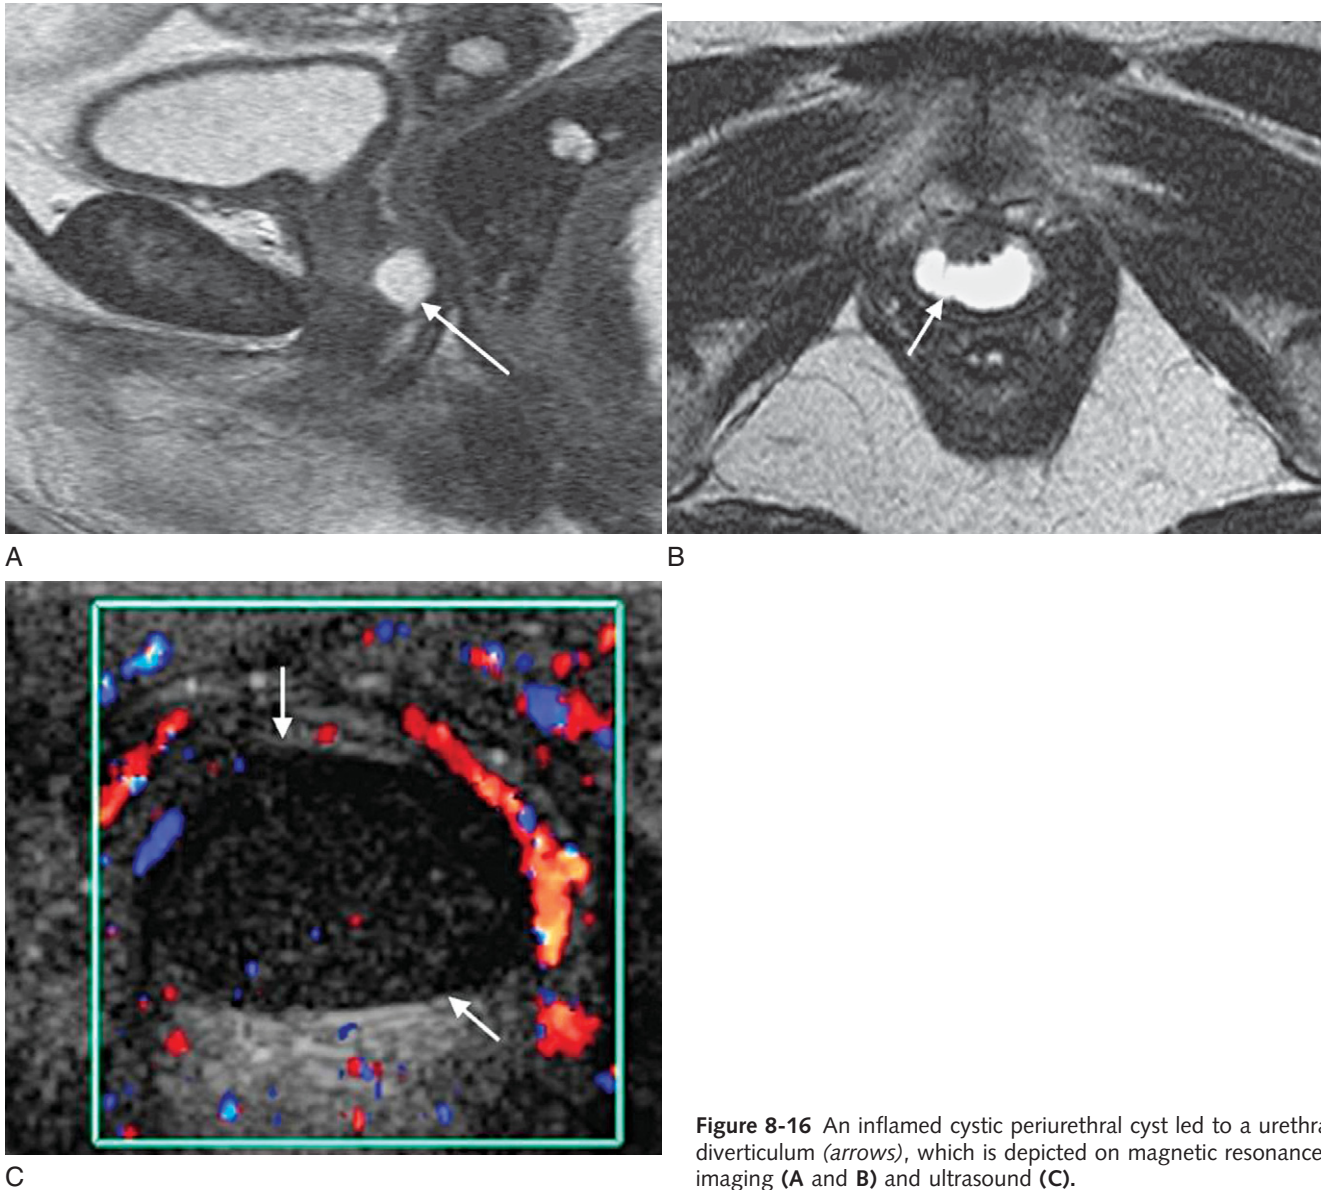 A
B
C
Figure 8-16 An inflamed cystic periurethral cyst led to a urethra
diverticulum (arrows), which is depicted on magnetic resonance
imaging (A and B) and ultrasound (C).